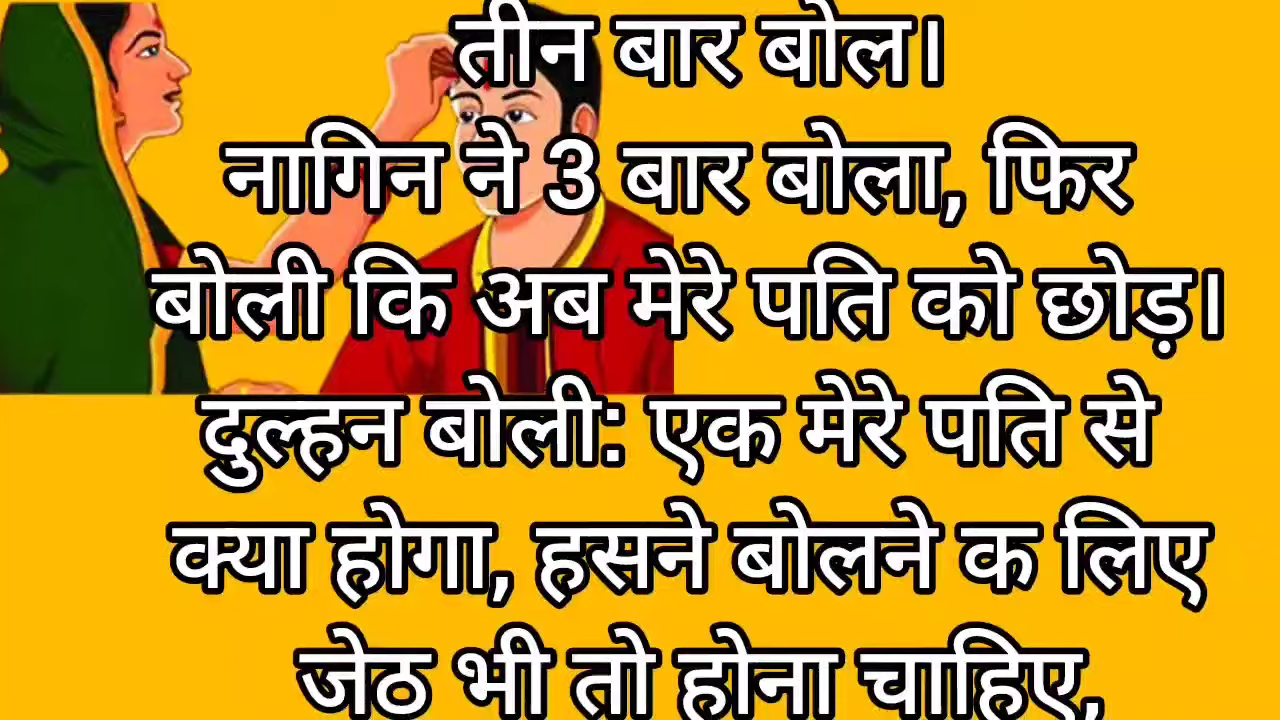 तीन बार बोल।
नागिन ने 3 बार बोला, फिर
बोली कि अब मेरे पति को छोड़।
दुल्हन बोली: एक मेरे पति से
क्या होगा, हसने बोलने क लिए
जेठ भी तो होना चाहिए,